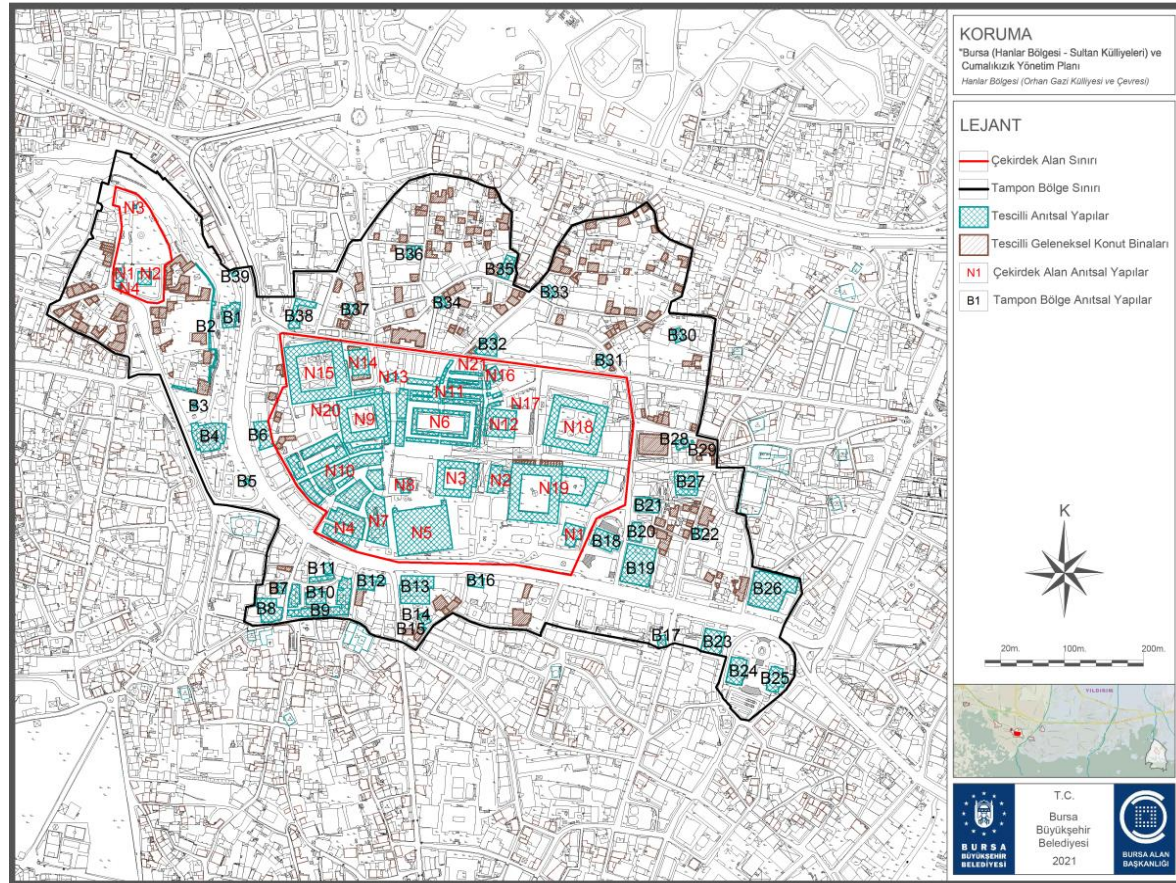 KORUMA
"Bursa (Hanlar Bölgesi - Sultan Külliyeleri) ve
Cumalıkızık Yönetim Planı
Hanlar Bölgesi (Orhan Gazi Külliyesi ve Çevresi)
LEJANT
Çekirdek Alan Sınırı
Tampon Bölge Sınırı
Tescilli Anıtsal Yapılar
Tescilli Geleneksel Konut Binaları
N1 Çekirdek Alan Anıtsal Yapılar
B1 Tampon Bölge Anıtsal Yapılar
K
20m. 100m. 200m.
YILDIRIM
BURSA
BÜYÜKŞEHİR
BELEDİYESİ
T.C.
Bursa
Büyükşehir
Belediyesi
2021
BURSA ALAN
BAŞKANLIĞI
N3
N1 N2
N4
B39
B1
B2
B3
B4
B5
B6
B38
B37
B36
B35
B34
B33
B32
B31
B30
N15
N14
N13
N21
N16
N11
N17
N20
N9
N6
N12
N18
B28
B29
N10
N8
N3
N2
N19
B27
N4
N7
N5
N1
B18
B21
B20
B22
B19
B11
B7
B10
B12
B13
B16
B8
B9
B14
B15
B17
B23
B26
B24
B25